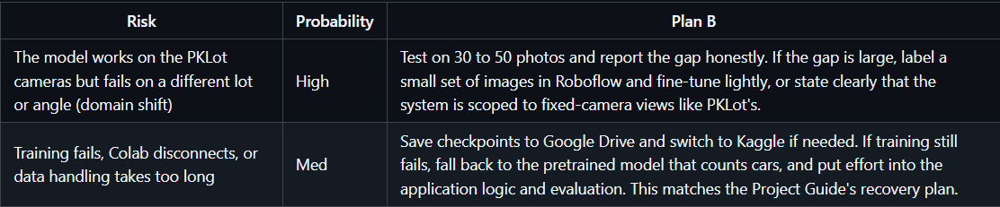 Risk
Probability
Plan B
The model works on the PKLot
cameras but fails on a different lot
or angle (domain shift)
High
Test on 30 to 50 photos and report the gap honestly. If the gap is large, label a
small set of images in Roboflow and fine-tune lightly, or state clearly that the
system is scoped to fixed-camera views like PKLot's.
Training fails, Colab disconnects, or
data handling takes too long
Med
Save checkpoints to Google Drive and switch to Kaggle if needed. If training still
fails, fall back to the pretrained model that counts cars, and put effort into the
application logic and evaluation. This matches the Project Guide's recovery plan.